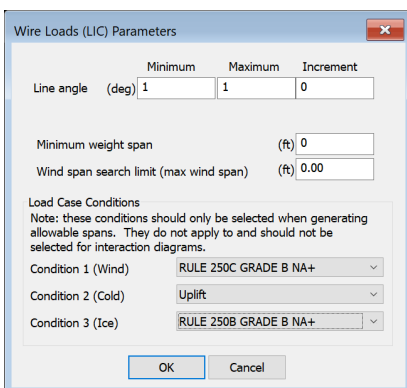 Wire Loads (LIC) Parameters
Minimum Maximum Increment
Line angle (deg) 1 1 0
Minimum weight span (ft) 0
Wind span search limit (max wind span) (ft) 0.00
Load Case Conditions
Note: these conditions should only be selected when generating
allowable spans. They do not apply to and should not be
selected for interaction diagrams.
Condition 1 (Wind) RULE 250C GRADE B NA+
Condition 2 (Cold) Uplift
Condition 3 (Ice) RULE 250B GRADE B NA+
OK Cancel